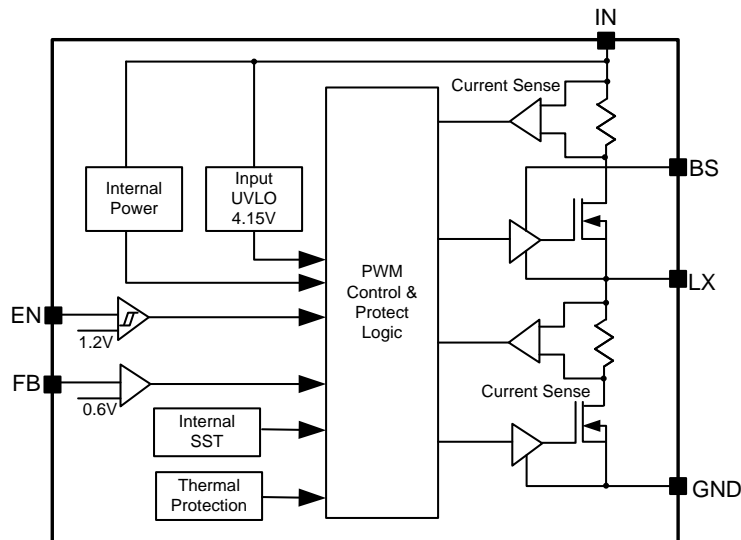 IN
Current Sense
BS
Internal
Power
Input
UVLO
4.15V
PWM
Control &
Protect
Logic
LX
EN
1.2V
FB
0.6V
Current Sense
Internal
SST
Thermal
Protection
GND